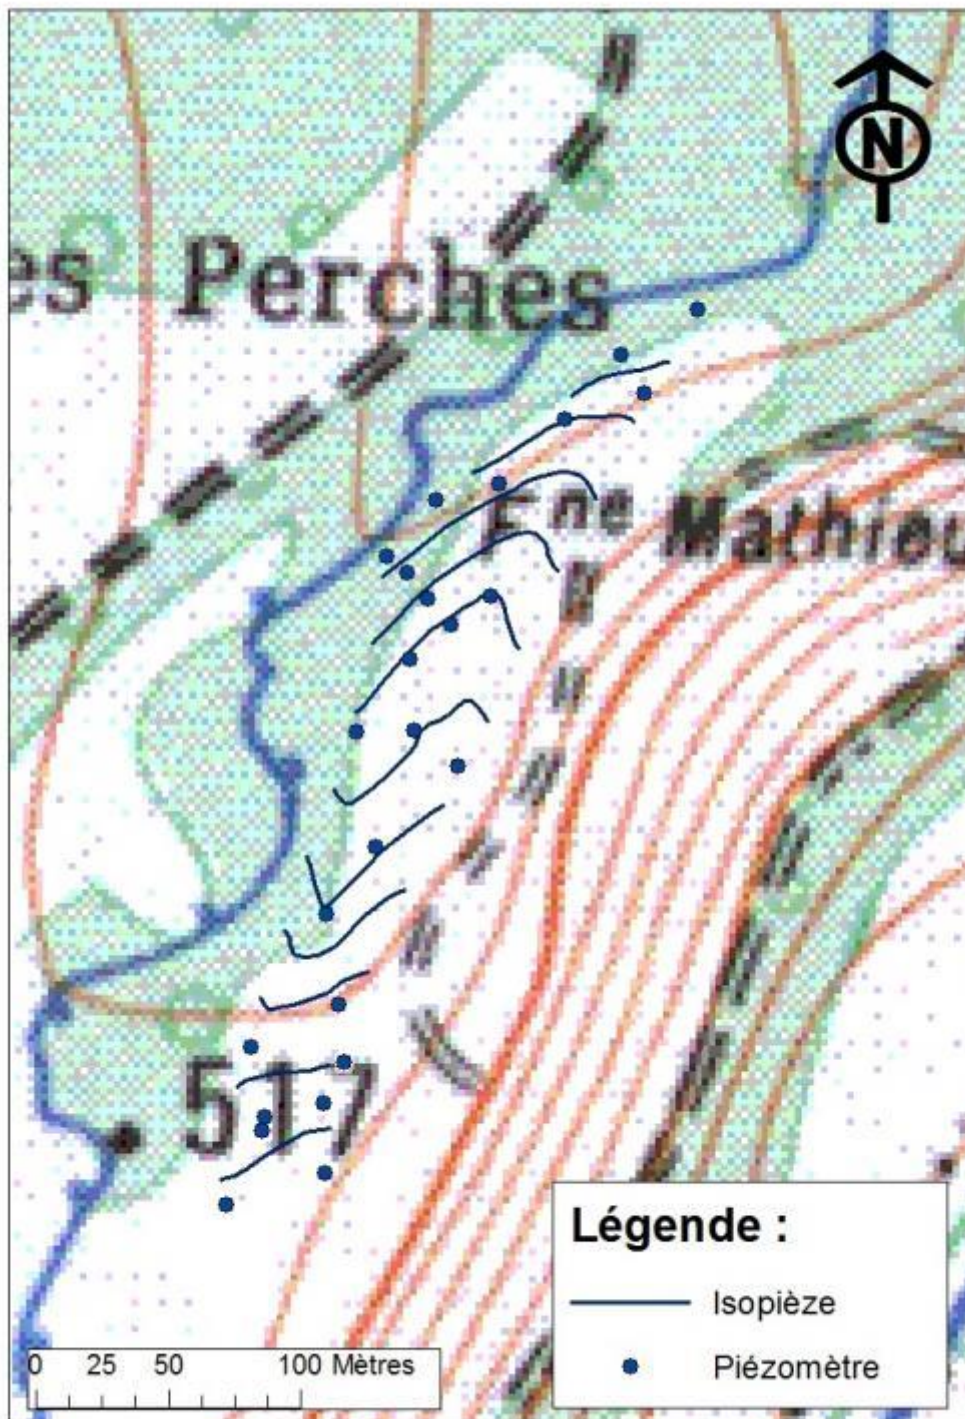 N
es Perches
Fne Mathieu
517
Légende :
Isopièze
Piézomètre
0 25 50 100 Mètres